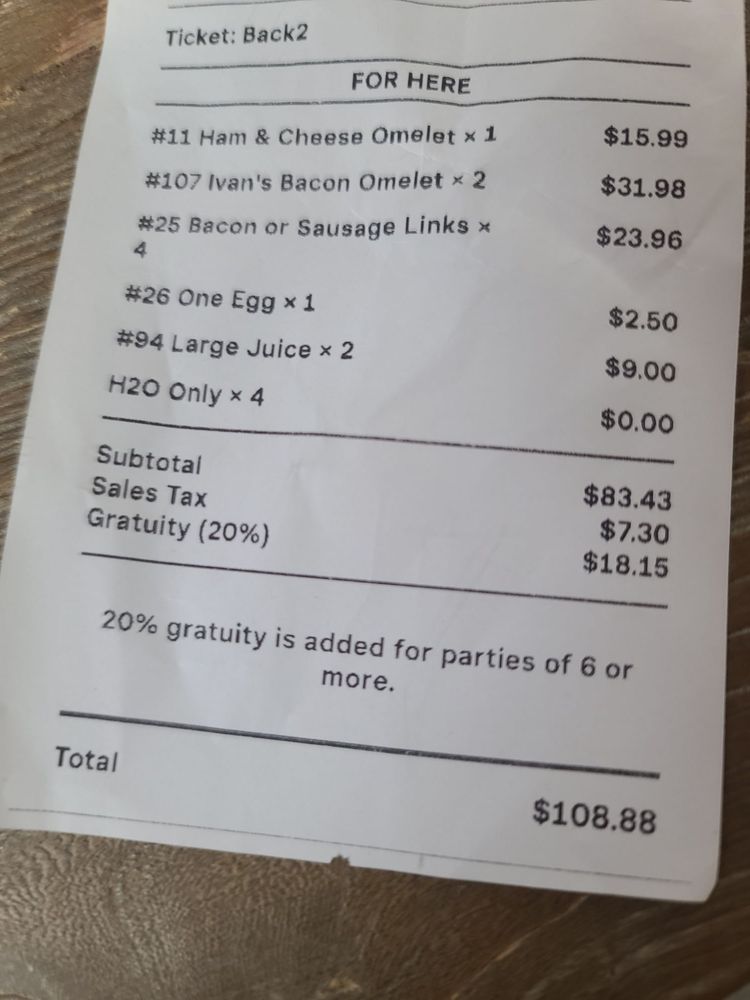 Ticket: Back2
FOR HERE
#11 Ham & Cheese Omelet × 1 $15.99
#107 Ivan's Bacon Omelet × 2 $31.98
#25 Bacon or Sausage Links × $23.96
4
#26 One Egg × 1 $2.50
#94 Large Juice × 2 $9.00
H2O Only × 4 $0.00
Subtotal $83.43
Sales Tax $7.30
Gratuity (20%) $18.15
20% gratuity is added for parties of 6 or
more.
Total $108.88